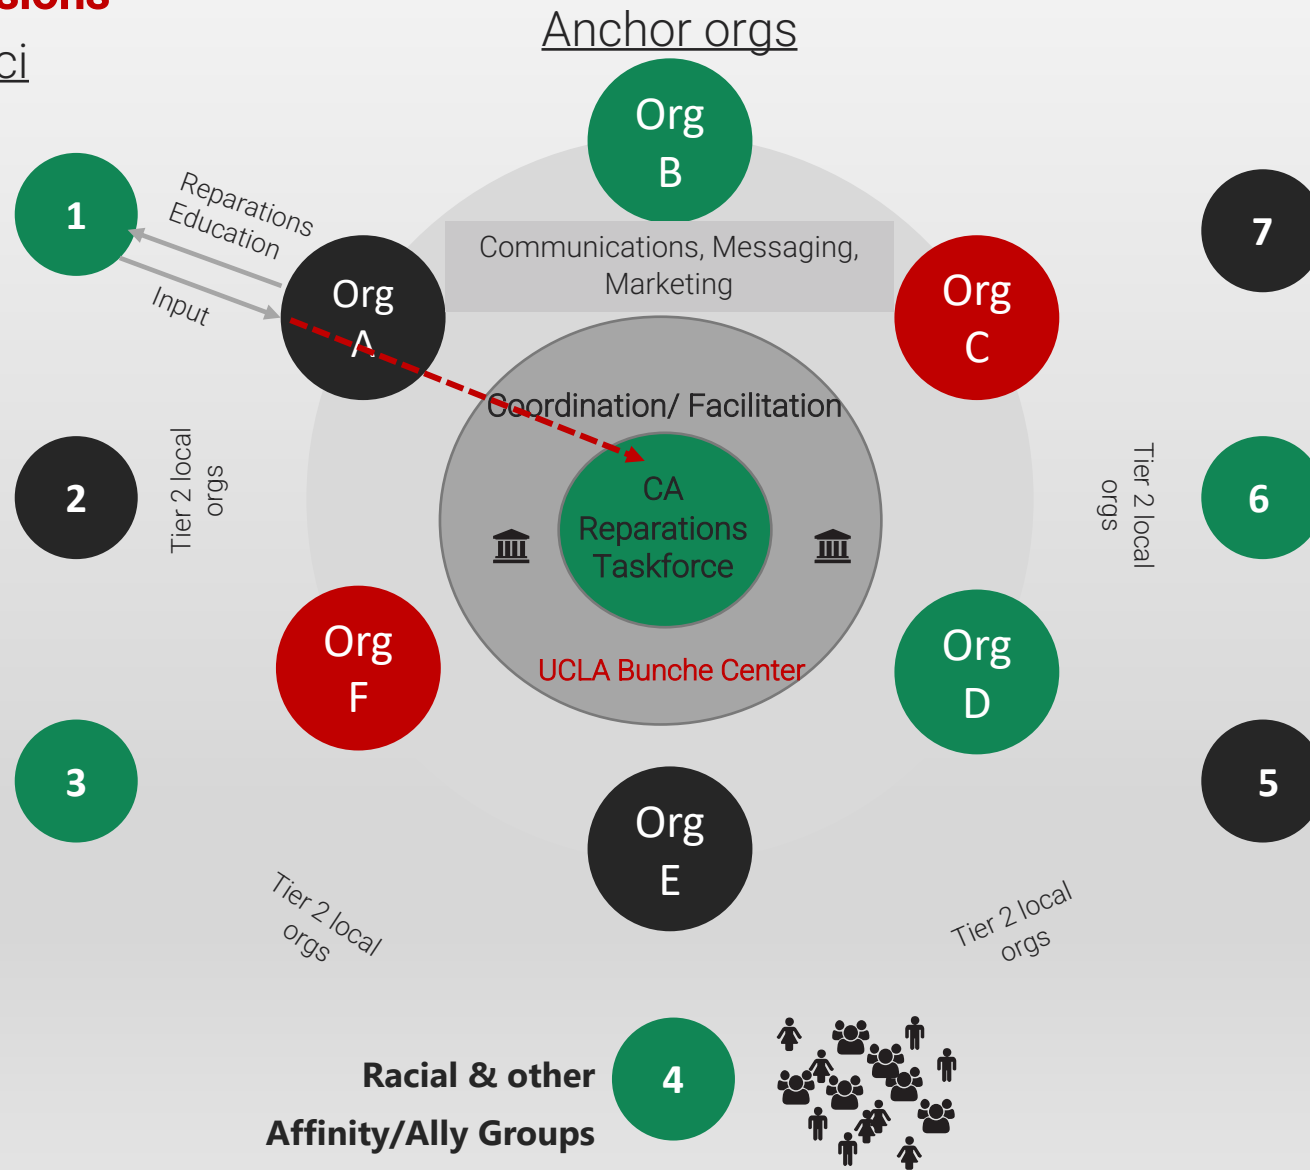 Anchor orgs
Org
B
1
Reparations
Education
Input
Org
A
Communications, Messaging,
Marketing
Org
C
7
Coordination/ Facilitation
CA
Reparations
Taskforce
UCLA Bunche Center
2
Tier 2 local
orgs
Tier 2 local
orgs
6
Org
F
Org
D
3
Org
E
5
Tier 2 local
orgs
Tier 2 local
orgs
Racial & other
Affinity/Ally Groups
4